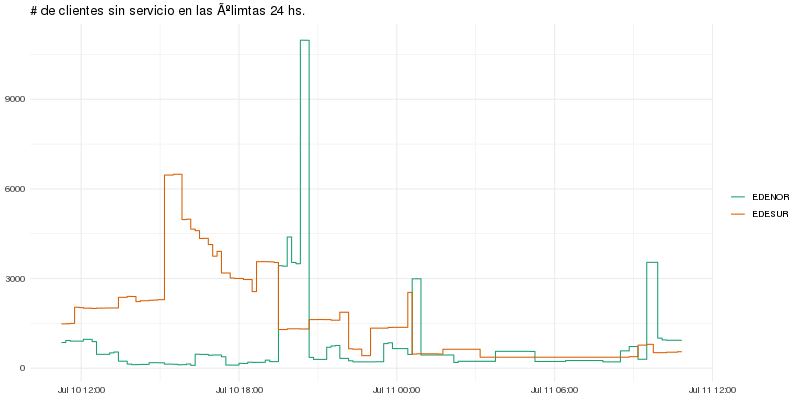 # de clientes sin servicio en las Ãºlimtas 24 hs.
9000
6000
3000
0
Jul 10 12:00
Jul 10 18:00
Jul 11 00:00
Jul 11 06:00
Jul 11 12:00
EDENOR
EDESUR